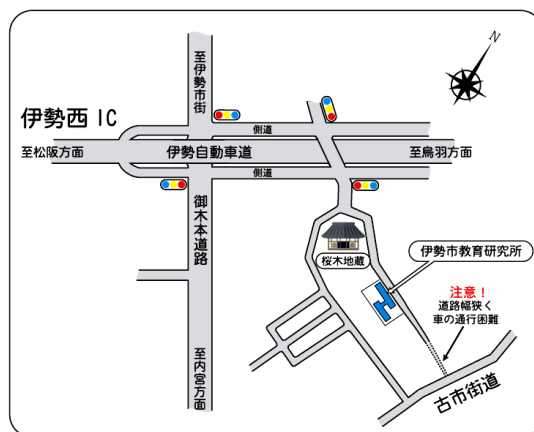 N
至伊勢市街
伊勢西IC
側道
至松阪方面
伊勢自動車道
至鳥羽方面
側道
御木本道路
桜木地蔵
伊勢市教育研究所
注意！
道路幅狭く
車の通行困難
至内宮方面
古市街道